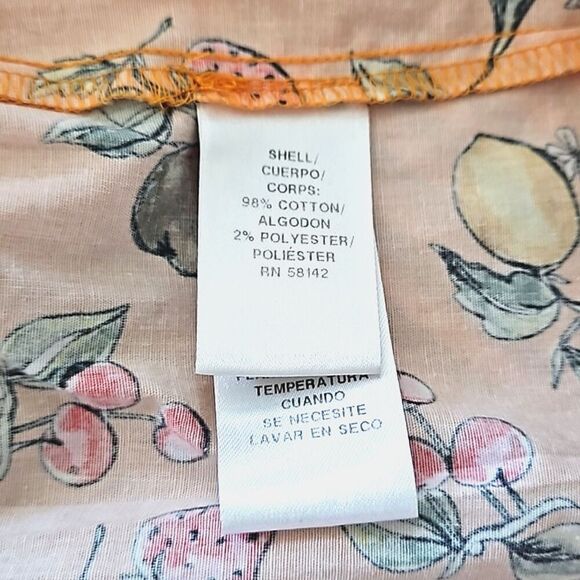 SHELL/
CUERPO/
CORPS:
98% COTTON/
ALGODON
2% POLYESTER/
POLIÉSTER
RN 58142
TEMPERATURA
CUANDO
SE NECESITE
LAVAR EN SECO